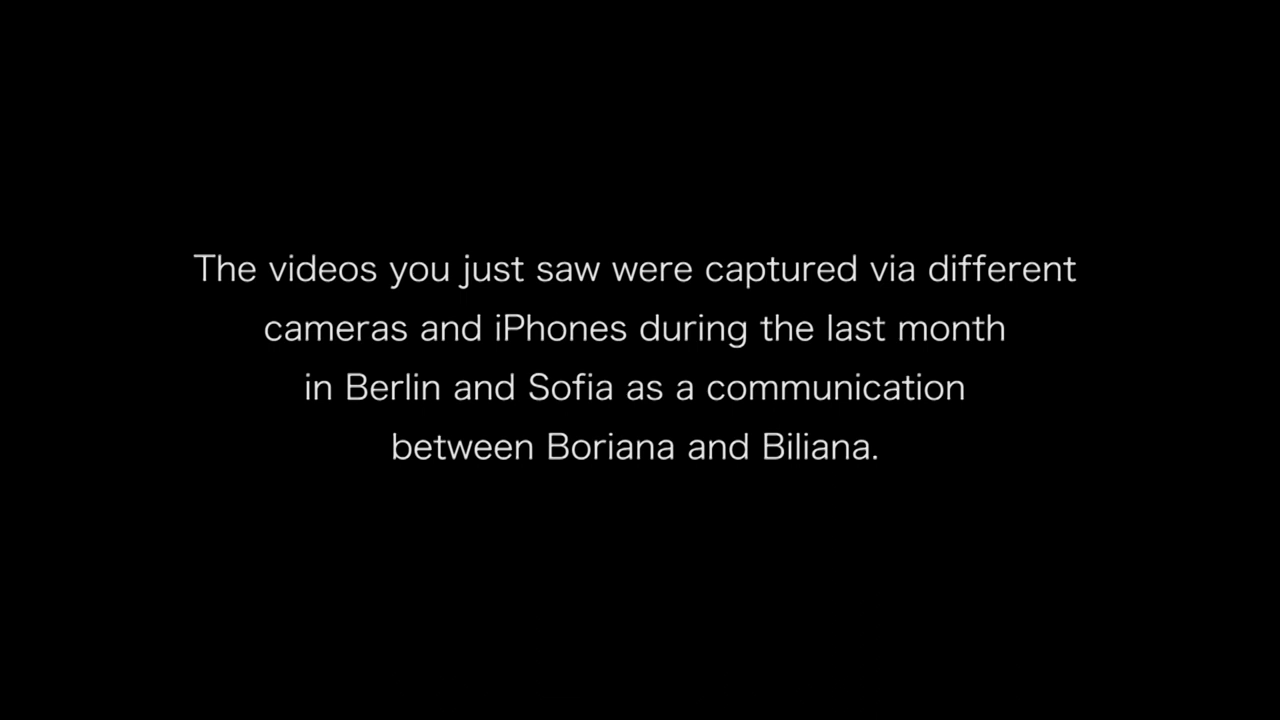 The videos you just saw were captured via different
cameras and iPhones during the last month
in Berlin and Sofia as a communication
between Boriana and Biliana.